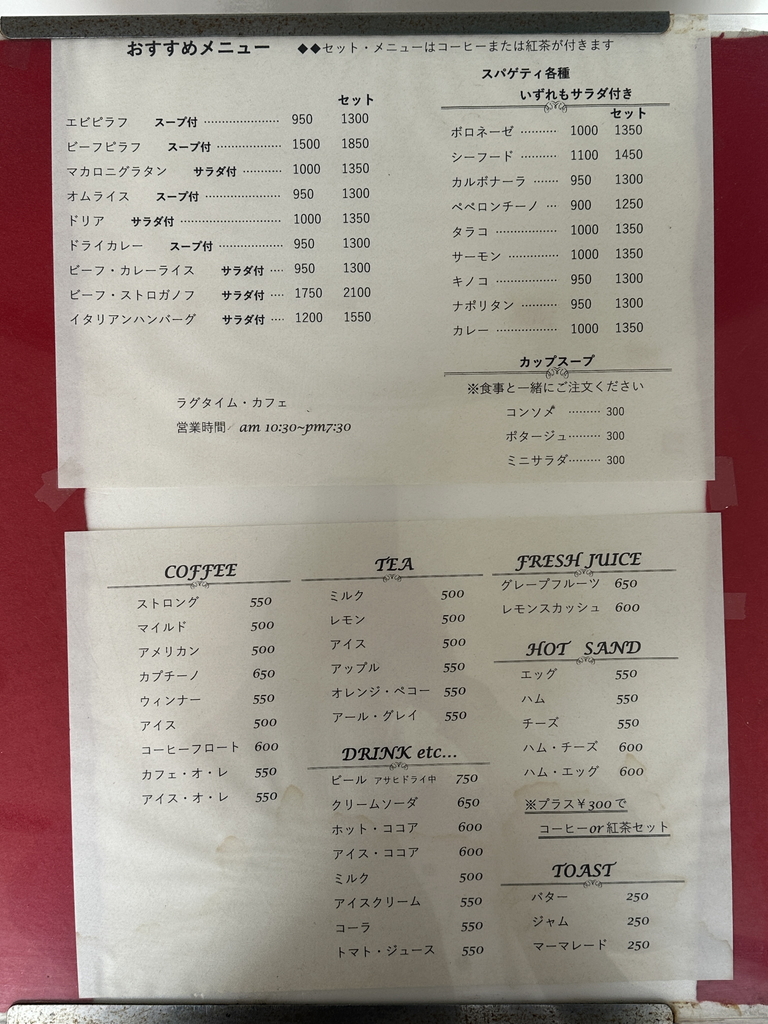 おすすめメニュー ◆◆セット・メニューはコーヒーまたは紅茶が付きます
セット
エビピラフ スープ付 ………………… 950 1300
ビーフピラフ スープ付 ……………… 1500 1850
マカロニグラタン サラダ付 ………… 1000 1350
オムライス スープ付 ………………… 950 1300
ドリア サラダ付 ……………………… 1000 1350
ドライカレー スープ付 ……………… 950 1300
ビーフ・カレーライス サラダ付 …. 950 1300
ビーフ・ストロガノフ サラダ付 …. 1750 2100
イタリアンハンバーグ サラダ付 …. 1200 1550
ラグタイム・カフェ
営業時間 am 10:30~pm7:30
スパゲティ各種
いずれもサラダ付き
セット
ボロネーゼ ………. 1000 1350
シーフード ………. 1100 1450
カルボナーラ ……. 950 1300
ペペロンチーノ … 900 1250
タラコ ……………. 1000 1350
サーモン …………. 1000 1350
キノコ ……………. 950 1300
ナポリタン ………. 950 1300
カレー ……………. 1000 1350
カップスープ
※食事と一緒にご注文ください
コンソメ ……… 300
ポタージュ……… 300
ミニサラダ……… 300
COFFEE
ストロング 550
マイルド 500
アメリカン 500
カプチーノ 650
ウィンナー 550
アイス 500
コーヒーフロート 600
カフェ・オ・レ 550
アイス・オ・レ 550
TEA
ミルク 500
レモン 500
アイス 500
アップル 550
オレンジ・ペコー 550
アール・グレイ 550
DRINK etc...
ビール アサヒドライ中 750
クリームソーダ 650
ホット・ココア 600
アイス・ココア 600
ミルク 500
アイスクリーム 550
コーラ 550
トマト・ジュース 550
FRESH JUICE
グレープフルーツ 650
レモンスカッシュ 600
HOT SAND
エッグ 550
ハム 550
チーズ 550
ハム・チーズ 600
ハム・エッグ 600
※プラス￥300で
コーヒーor紅茶セット
TOAST
バター 250
ジャム 250
マーマレード 250